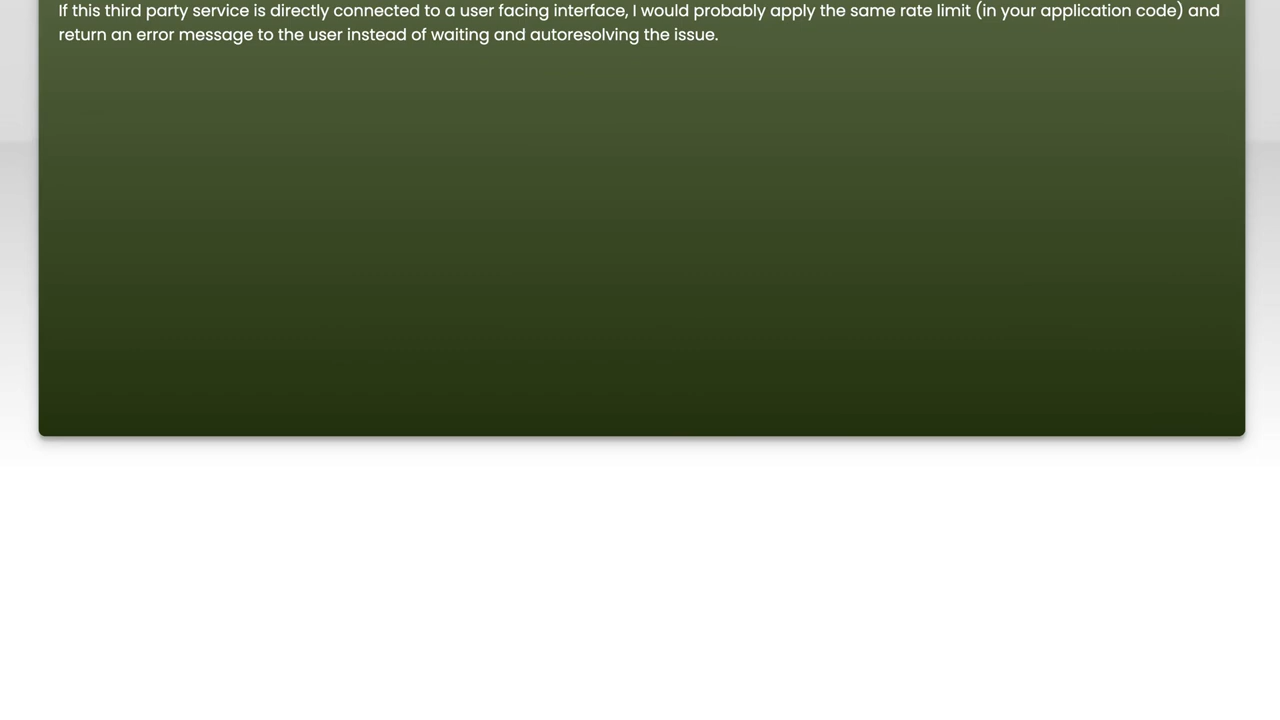 If this third party service is directly connected to a user facing interface, I would probably apply the same rate limit (in your application code) and
return an error message to the user instead of waiting and autoresolving the issue.